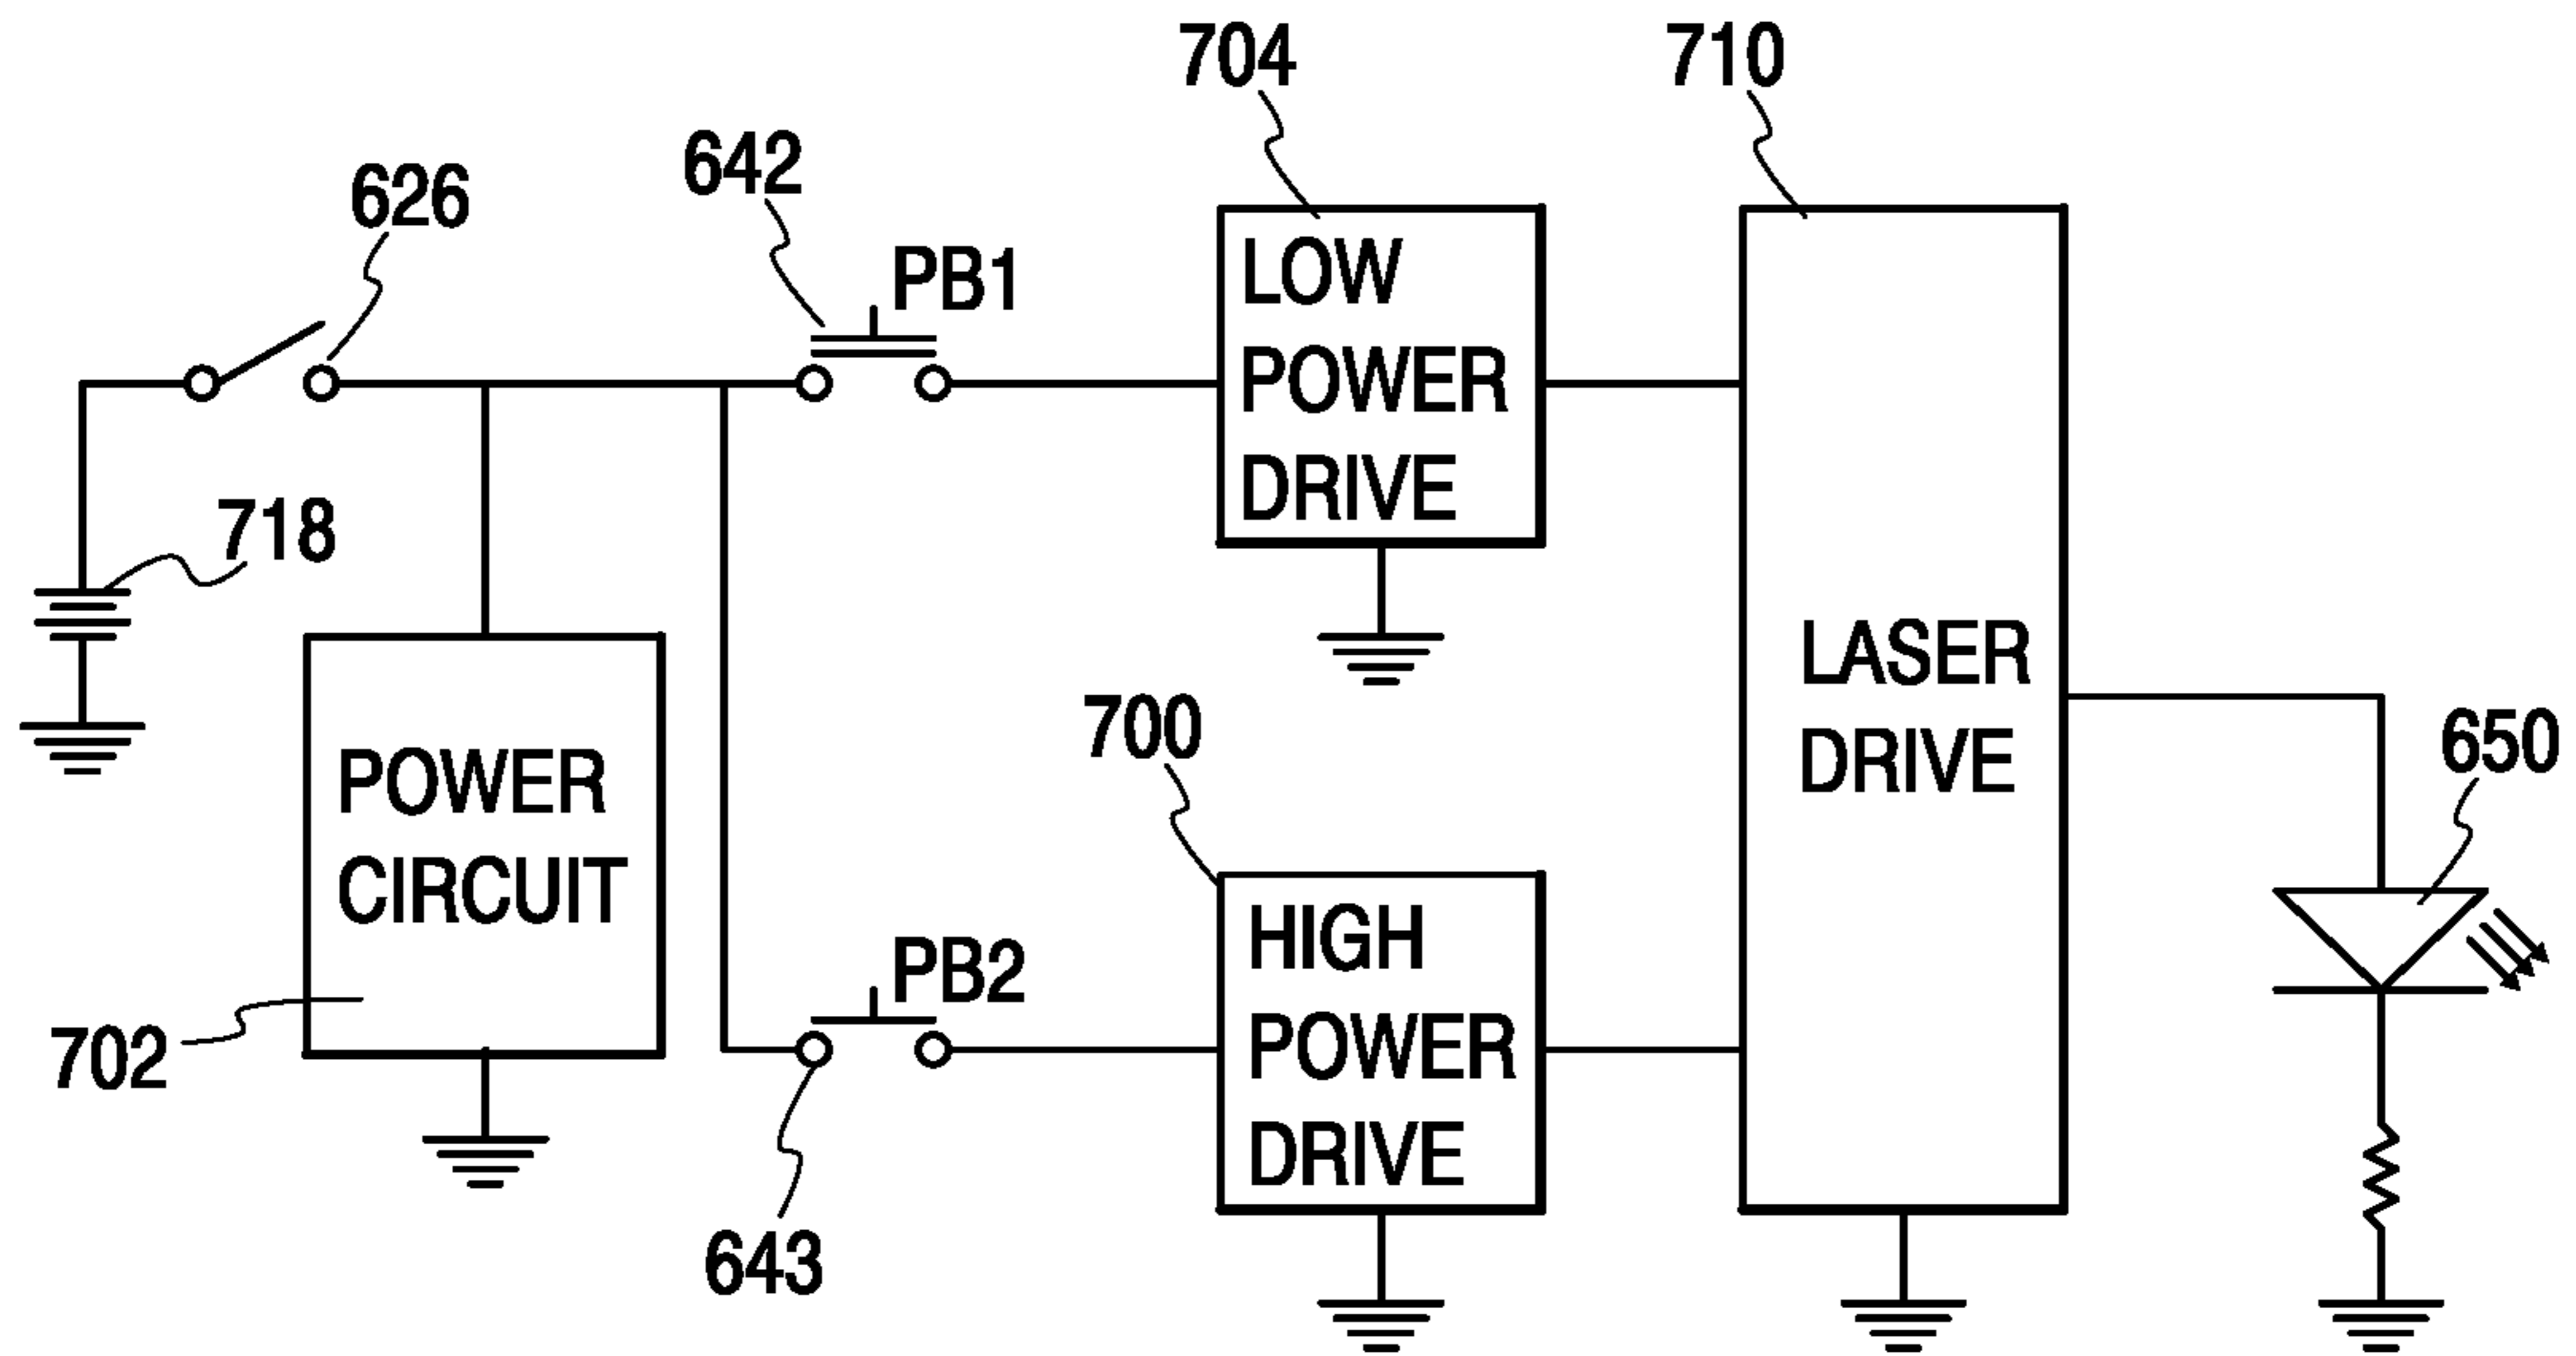 704
710
642
626
PB1
LOW
POWER
DRIVE
718
LASER
DRIVE
700
650
POWER
CIRCUIT
HIGH
POWER
DRIVE
PB2
702
643